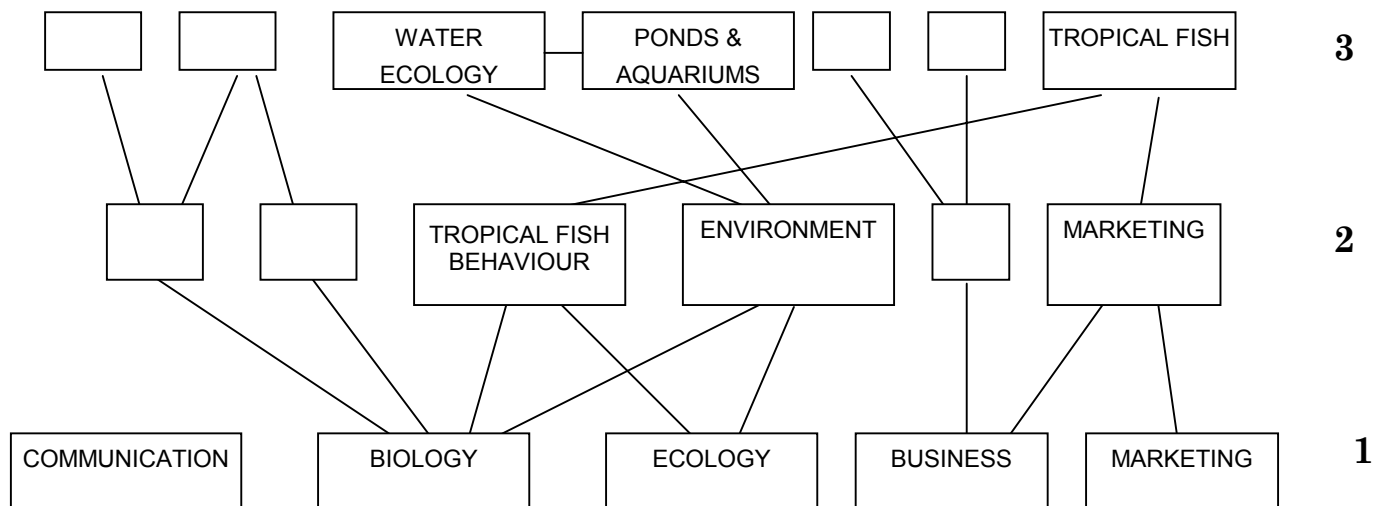 WATER
ECOLOGY
PONDS &
AQUARIUMS
TROPICAL FISH
3
TROPICAL FISH
BEHAVIOUR
ENVIRONMENT
MARKETING
2
COMMUNICATION
BIOLOGY
ECOLOGY
BUSINESS
MARKETING
1